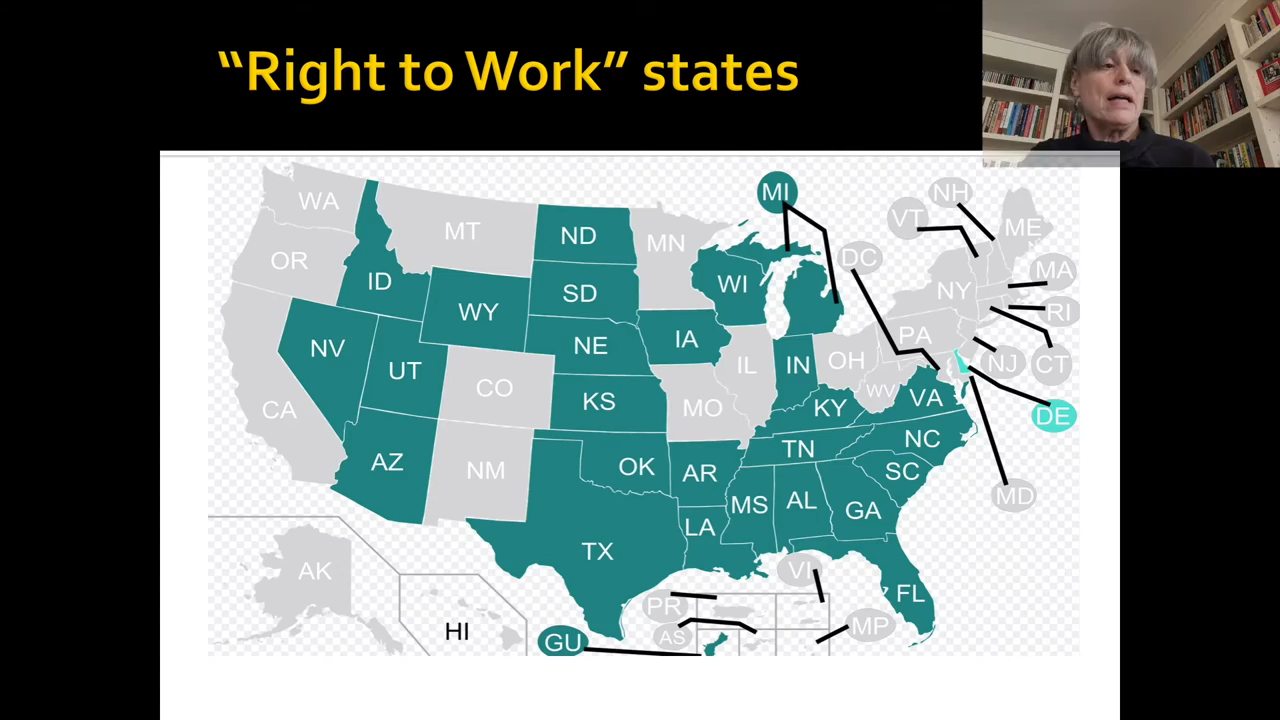 “Right to Work” states
MI
NH
VT
WA
MT
ND
MN
ME
OR
DC
MA
ID
SD
WI
NY
WY
RI
NV
NE
IA
PA
UT
IL
IN
OH
NJ
CT
CO
WV
CA
KS
MO
KY
VA
DE
TN
NC
AZ
NM
OK
AR
SC
MS
AL
GA
MD
LA
TX
AK
VI
FL
PR
HI
AS
MP
GU